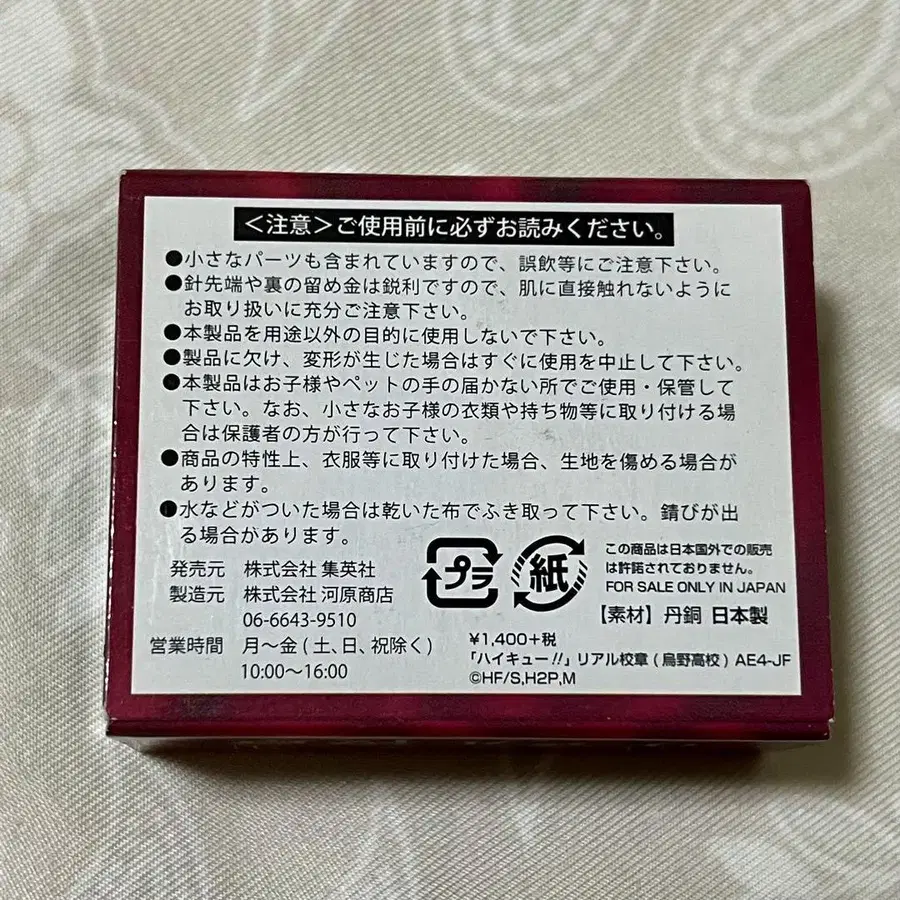 ＜注意＞ご使用前に必ずお読みください。
●小さなパーツも含まれていますので、誤飲等にご注意下さい。
●針先端や裏の留め金は鋭利ですので、肌に直接触れないように
お取り扱いに充分ご注意下さい。
●本製品を用途以外の目的に使用しないで下さい。
●製品に欠け、変形が生じた場合はすぐに使用を中止して下さい。
●本製品はお子様やペットの手の届かない所でご使用・保管して
下さい。なお、小さなお子様の衣類や持ち物等に取り付ける場
合は保護者の方が行って下さい。
●商品の特性上、衣服等に取り付けた場合、生地を傷める場合が
あります。
●水などがついた場合は乾いた布でふき取って下さい。錆びが出
る場合があります。
発売元 株式会社 集英社
製造元 株式会社 河原商店
06-6643-9510
営業時間 月～金(土、日、祝除く)
10:00～16:00
プラ
紙
この商品は日本国外での販売
は許諾されておりません。
FOR SALE ONLY IN JAPAN
【素材】丹銅 日本製
¥1,400+税
「ハイキュー!!」リアル校章(烏野高校) AE4-JF
©HF/S,H2P,M